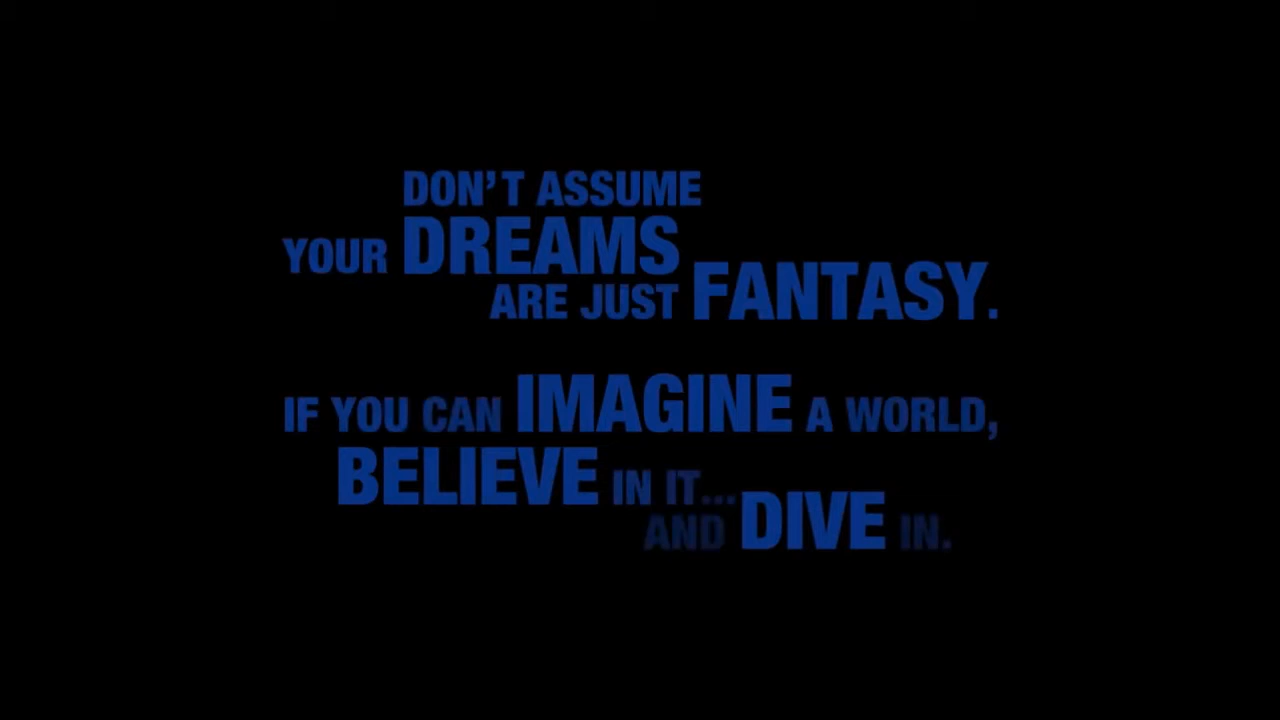 DON'T ASSUME
YOUR DREAMS
ARE JUST FANTASY.
IF YOU CAN IMAGINE A WORLD,
BELIEVE IN IT...
AND DIVE IN.